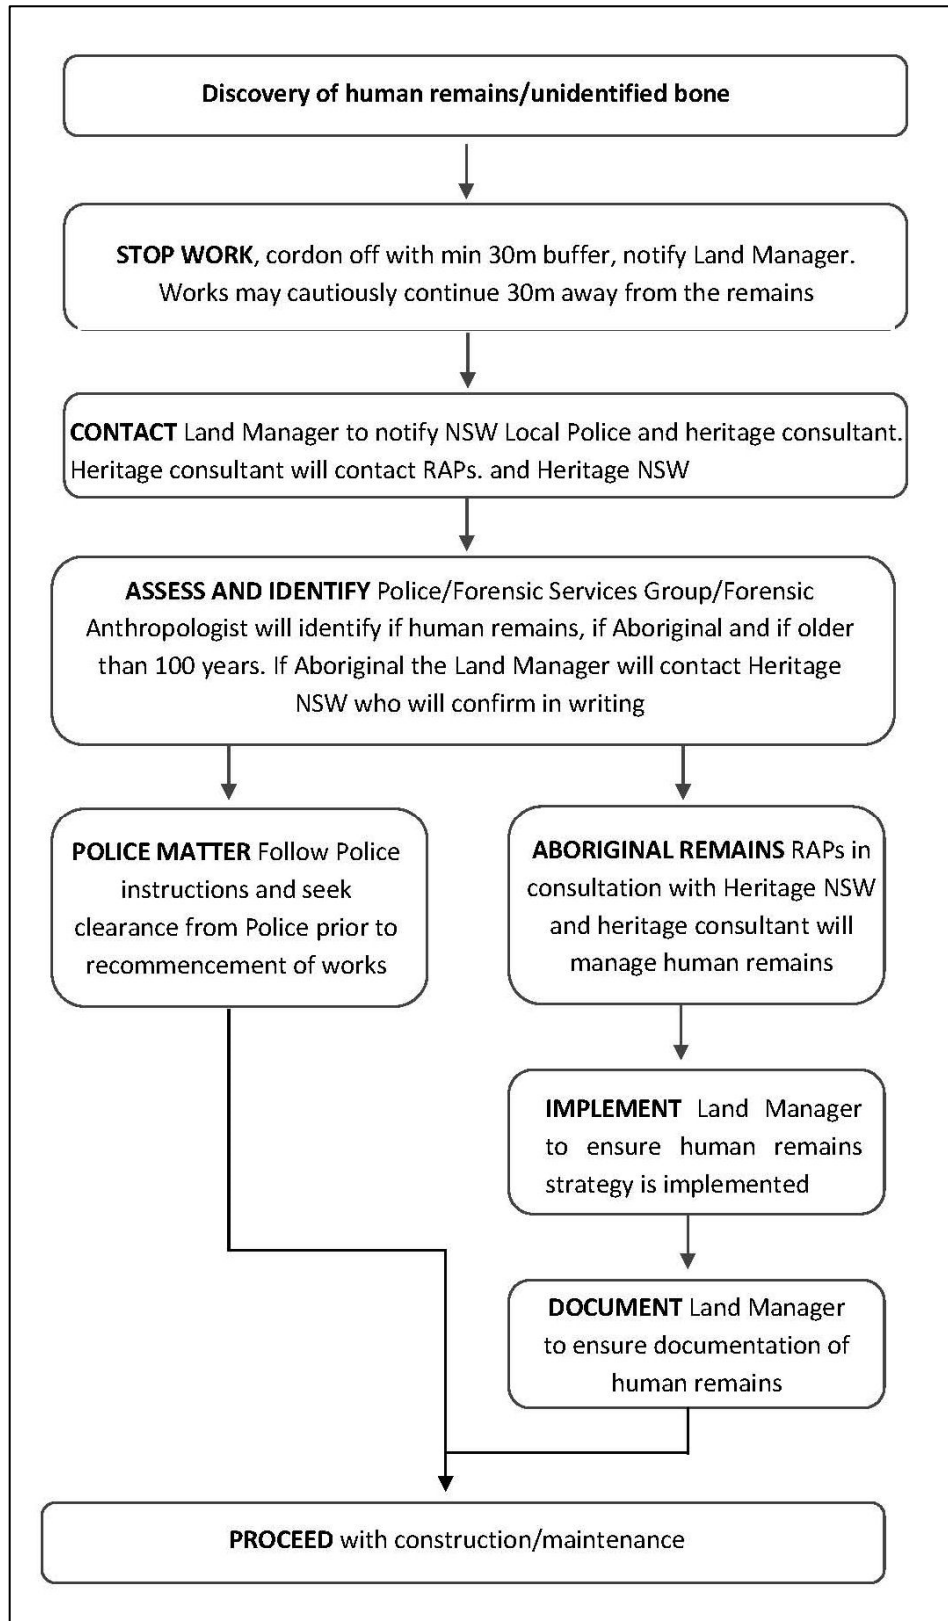 Discovery of human remains/unidentified bone
STOP WORK, cordon off with min 30m buffer, notify Land Manager.
Works may cautiously continue 30m away from the remains
CONTACT Land Manager to notify NSW Local Police and heritage consultant.
Heritage consultant will contact RAPs. and Heritage NSW
ASSESS AND IDENTIFY Police/Forensic Services Group/Forensic
Anthropologist will identify if human remains, if Aboriginal and if older
than 100 years. If Aboriginal the Land Manager will contact Heritage
NSW who will confirm in writing
POLICE MATTER Follow Police
instructions and seek
clearance from Police prior to
recommencement of works
ABORIGINAL REMAINS RAPs in
consultation with Heritage NSW
and heritage consultant will
manage human remains
IMPLEMENT Land Manager
to ensure human remains
strategy is implemented
DOCUMENT Land Manager
to ensure documentation of
human remains
PROCEED with construction/maintenance